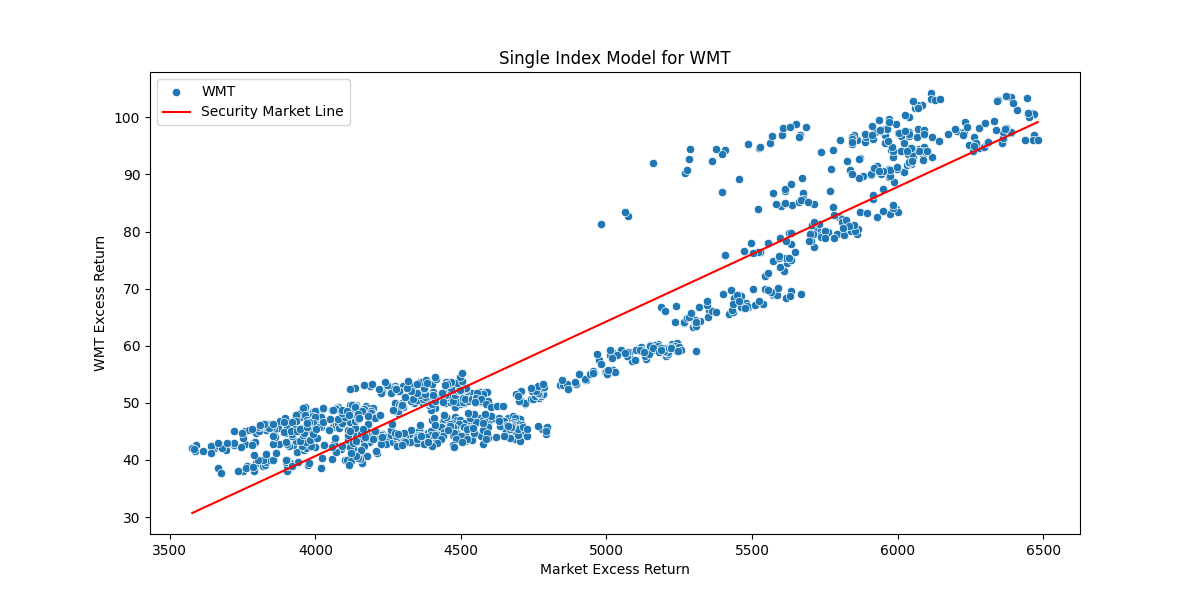 Single Index Model for WMT
WMT
Security Market Line
WMT Excess Return
100
90
80
70
60
50
40
30
3500 4000 4500 5000 5500 6000 6500
Market Excess Return